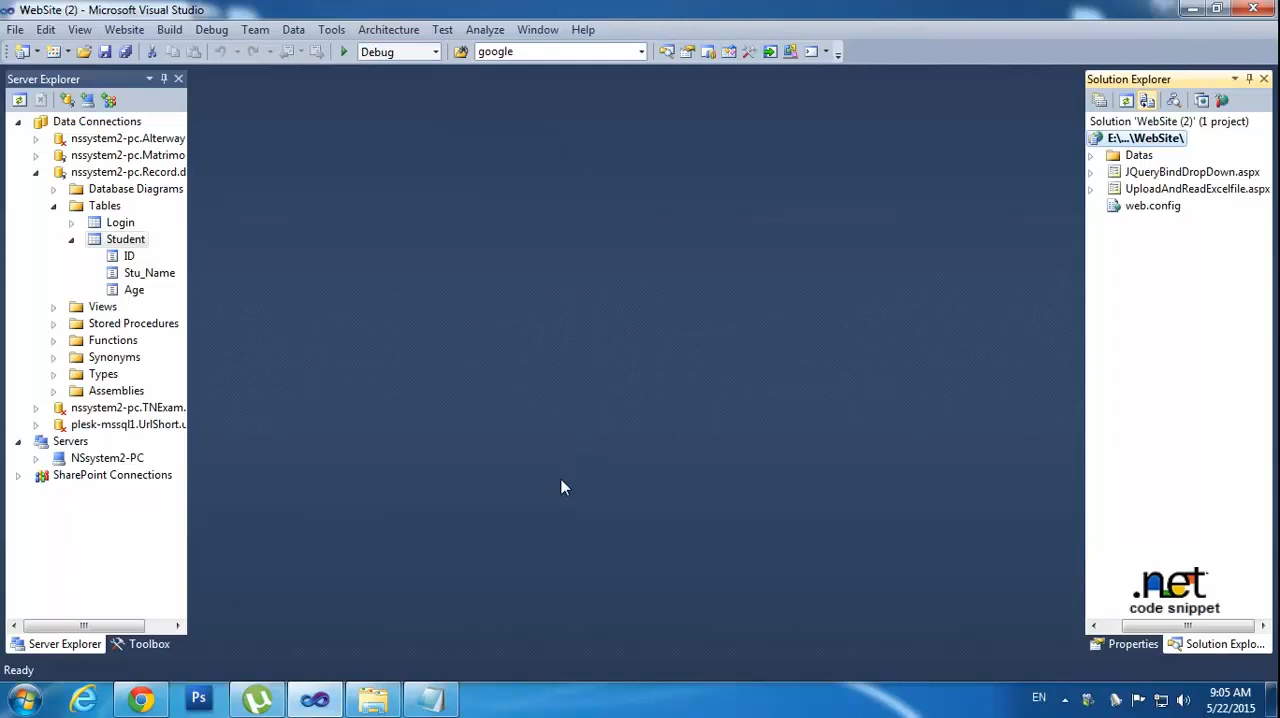 WebSite (2) - Microsoft Visual Studio
File Edit View Website Build Debug Team Data Tools Architecture Test Analyze Window Help
Debug google
Server Explorer
Data Connections
nssystem2-pc.Alterway
nssystem2-pc.Matrimo
nssystem2-pc.Record.d
Database Diagrams
Tables
Login
Student
ID
Stu_Name
Age
Views
Stored Procedures
Functions
Synonyms
Types
Assemblies
nssystem2-pc.TNExam.
plesk-mssql1.UrlShort.u
Servers
NSsystem2-PC
SharePoint Connections
Server Explorer Toolbox
Solution Explorer
Solution 'WebSite (2)' (1 project)
E:\...\WebSite\
Datas
JQueryBindDropDown.aspx
UploadAndReadExcelfile.aspx
web.config
.net
code snippet
Properties Solution Explo...
Ready
Ps
EN
9:05 AM
5/22/2015